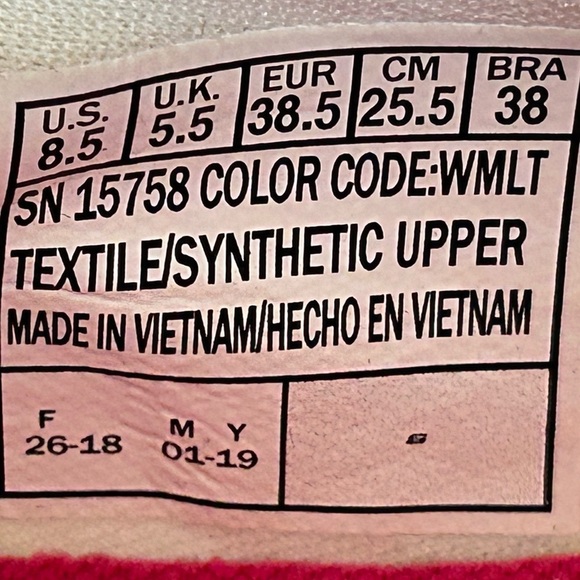 U.S. U.K. EUR CM BRA
8.5 5.5 38.5 25.5 38
SN 15758 COLOR CODE:WMLT
TEXTILE/SYNTHETIC UPPER
MADE IN VIETNAM/HECHO EN VIETNAM
F M Y
26-18 01-19